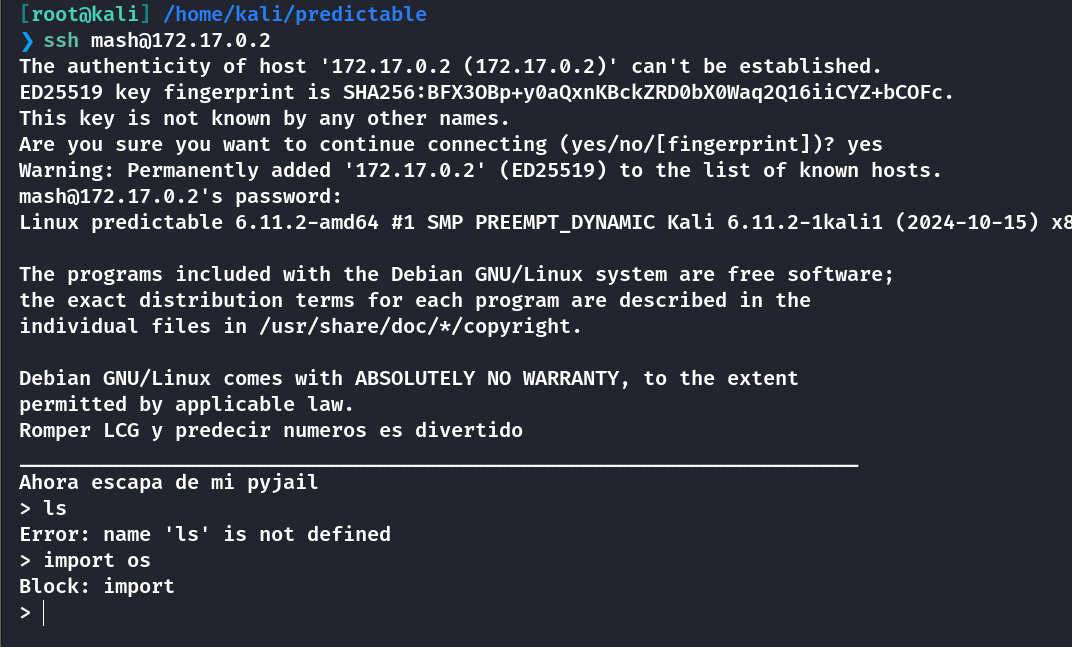 [root@kali] /home/kali/predictable
❯ ssh mash@172.17.0.2
The authenticity of host '172.17.0.2 (172.17.0.2)' can't be established.
ED25519 key fingerprint is SHA256:BFX3OBp+y0aQxnKBckZRD0bX0Waq2Q16iiCYZ+bCOFc.
This key is not known by any other names.
Are you sure you want to continue connecting (yes/no/[fingerprint])? yes
Warning: Permanently added '172.17.0.2' (ED25519) to the list of known hosts.
mash@172.17.0.2's password:
Linux predictable 6.11.2-amd64 #1 SMP PREEMPT_DYNAMIC Kali 6.11.2-1kali1 (2024-10-15) x8
The programs included with the Debian GNU/Linux system are free software;
the exact distribution terms for each program are described in the
individual files in /usr/share/doc/*/copyright.
Debian GNU/Linux comes with ABSOLUTELY NO WARRANTY, to the extent
permitted by applicable law.
Romper LCG y predecir numeros es divertido
______________________________________________________________________
Ahora escapa de mi pyjail
> ls
Error: name 'ls' is not defined
> import os
Block: import
>